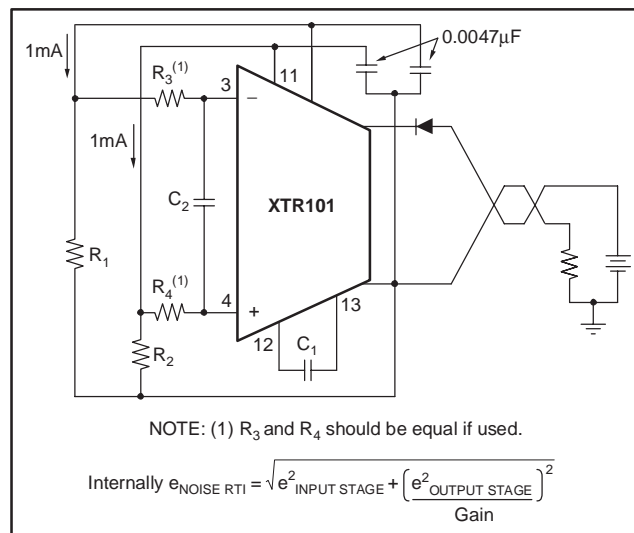 0.0047µF
1mA
R3(1)
11
3
−
1mA
C2
XTR101
R1
R4(1)
4
+
13
12
C1
R2
NOTE: (1) R3 and R4 should be equal if used.
Internally eNOISE RTI = √e2INPUT STAGE + (e2OUTPUT STAGE / Gain)2